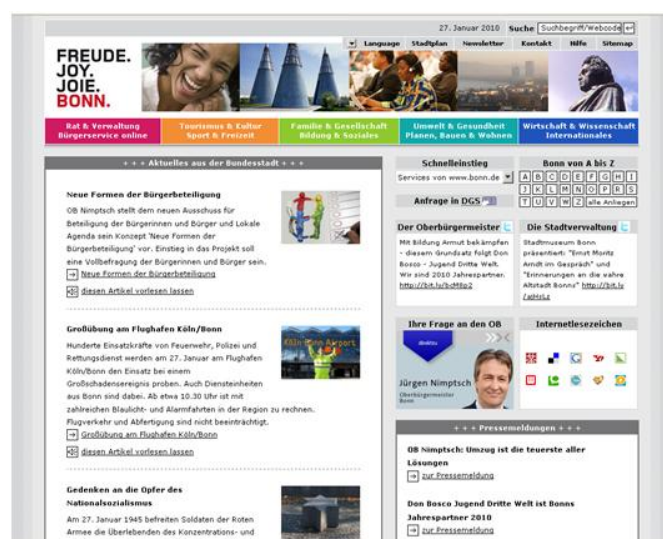 27. Januar 2010 Suche Suchbegriff/Webcode
Language Stadtplan Newsletter Kontakt Hilfe Sitemap
FREUDE.
JOY.
JOIE.
BONN.
Rat & Verwaltung
Bürgerservice online
Tourismus & Kultur
Sport & Freizeit
Familie & Gesellschaft
Bildung & Soziales
Umwelt & Gesundheit
Planen, Bauen & Wohnen
Wirtschaft & Wissenschaft
Internationales
+ + + Aktuelles aus der Bundesstadt + + +
Neue Formen der Bürgerbeteiligung
OB Nimptsch stellt dem neuen Ausschuss für
Beteiligung der Bürgerinnen und Bürger und Lokale
Agenda sein Konzept 'Neue Formen der
Bürgerbeteiligung' vor. Einstieg in das Projekt soll
eine Vollbefragung der Bürgerinnen und Bürger sein.
Neue Formen der Bürgerbeteiligung
diesen Artikel vorlesen lassen
Großübung am Flughafen Köln/Bonn
Hunderte Einsatzkräfte von Feuerwehr, Polizei und
Rettungsdienst werden am 27. Januar am Flughafen
Köln/Bonn den Einsatz bei einem
Großschadensereignis proben. Auch Diensteinheiten
aus Bonn sind dabei. Ab etwa 10.30 Uhr ist mit
zahlreichen Blaulicht- und Alarmfahrten in der Region zu rechnen.
Flugverkehr und Abfertigung sind nicht beeinträchtigt.
Großübung am Flughafen Köln/Bonn
diesen Artikel vorlesen lassen
Köln Bonn Airport
Gedenken an die Opfer des
Nationalsozialismus
Am 27. Januar 1945 befreiten Soldaten der Roten
Armee die Überlebenden des Konzentrations- und
Schnelleinstieg
Services von www.bonn.de
Anfrage in DGS
Bonn von A bis Z
A B C D E F G H I
J K L M N O P R S
T U V W Z alle Anliegen
Der Oberbürgermeister
Mit Bildung Armut bekämpfen
- diesem Grundsatz folgt Don
Bosco - Jugend Dritte Welt.
Wir sind 2010 Jahrespartner.
Die Stadtverwaltung
Stadtmuseum Bonn
präsentiert: "Ernst Moritz
Arndt im Gespräch" und
"Erinnerungen an die wahre
Altstadt Bonns" http://bit.ly
Ihre Frage an den OB
direktzu
Jürgen Nimptsch
Oberbürgermeister
Bonn
Internetlesezeichen
+ + + Pressemeldungen + + +
OB Nimptsch: Umzug ist die teuerste aller
Lösungen
zur Pressemeldung
Don Bosco Jugend Dritte Welt ist Bonns
Jahrespartner 2010
zur Pressemeldung